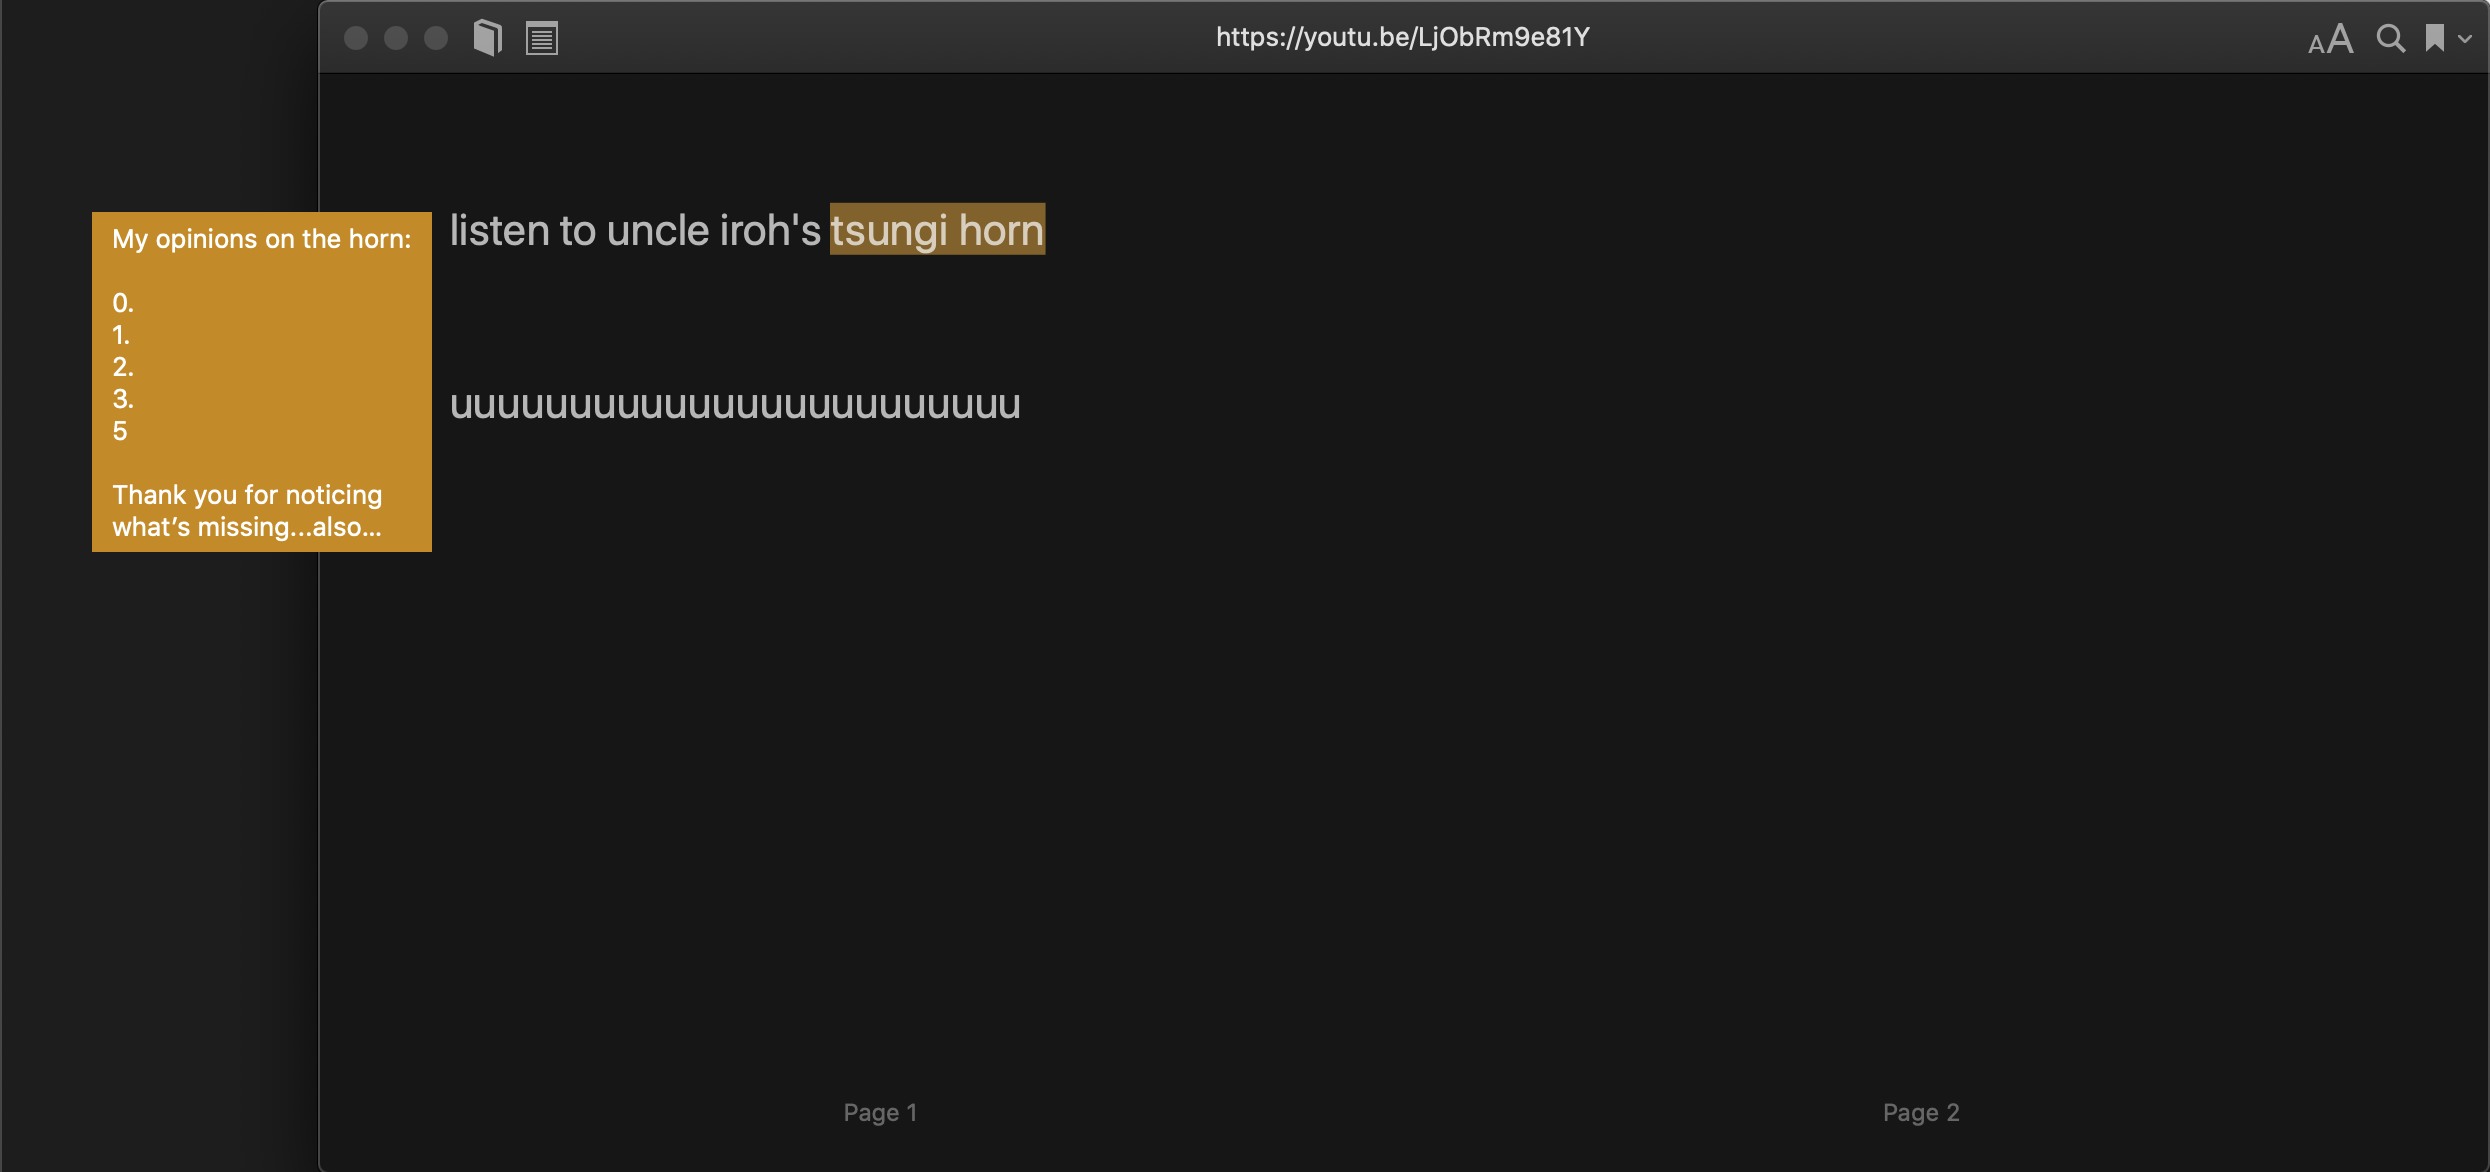 https://youtu.be/LjObRm9e81Y
AA
listen to uncle iroh's tsungi horn
uuuuuuuuuuuuuuuuuuuuuuuu
My opinions on the horn:
0.
1.
2.
3.
5
Thank you for noticing
what’s missing...also...
Page 1
Page 2